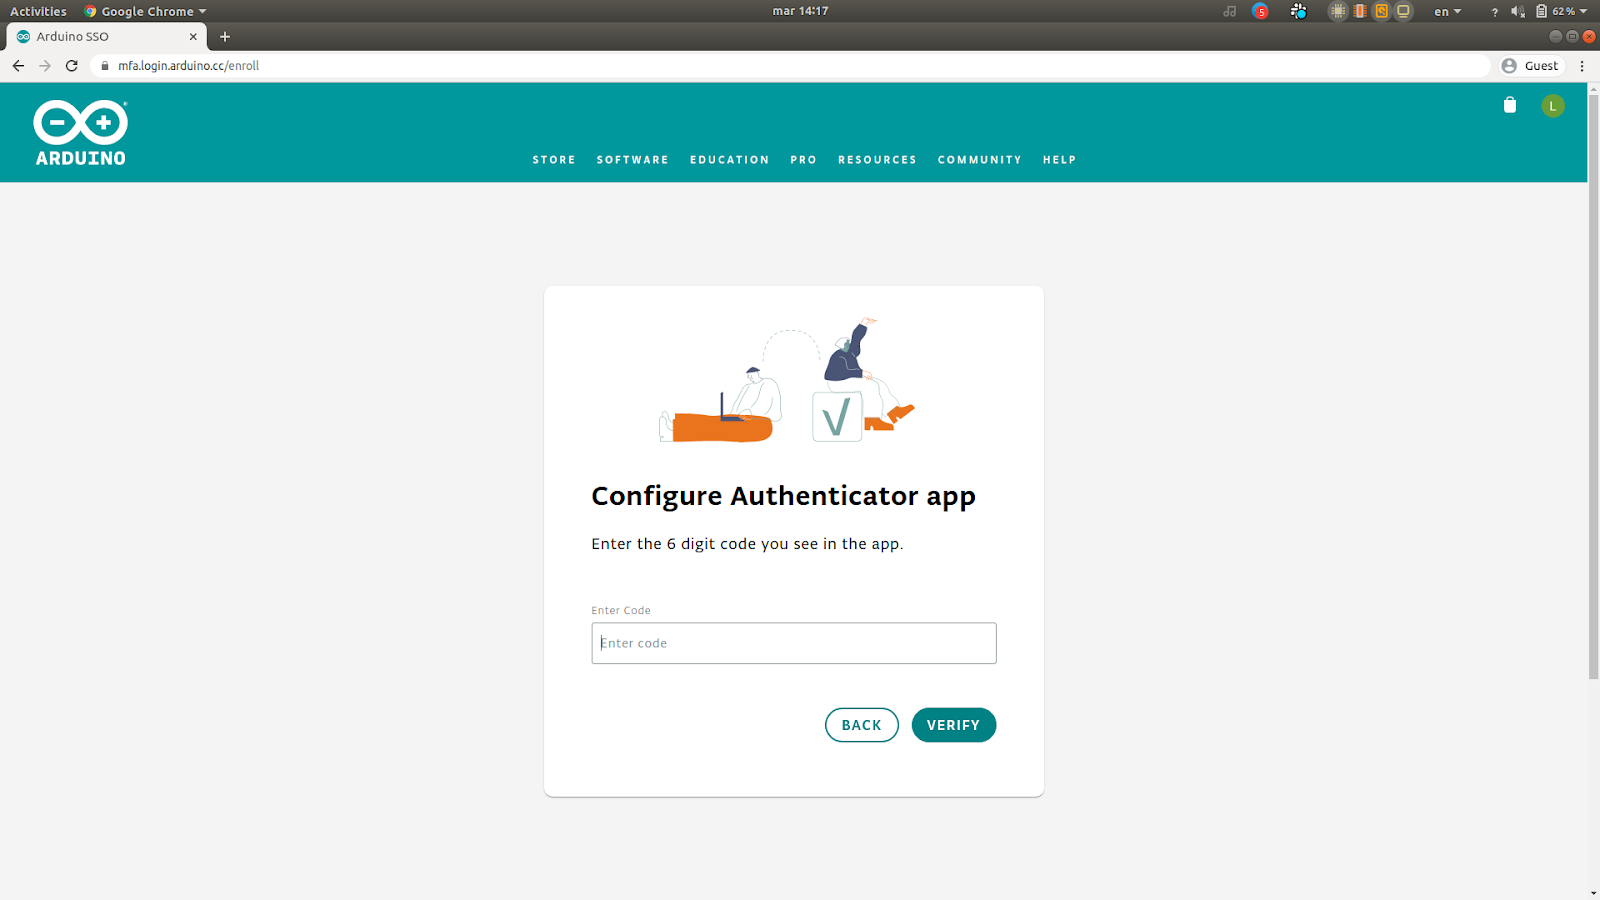 Activities Google Chrome mar 14:17 5 en ? 62 %
Arduino SSO
mfa.login.arduino.cc/enroll Guest
L
ARDUINO
STORE SOFTWARE EDUCATION PRO RESOURCES COMMUNITY HELP
Configure Authenticator app
Enter the 6 digit code you see in the app.
Enter Code
Enter code
BACK VERIFY